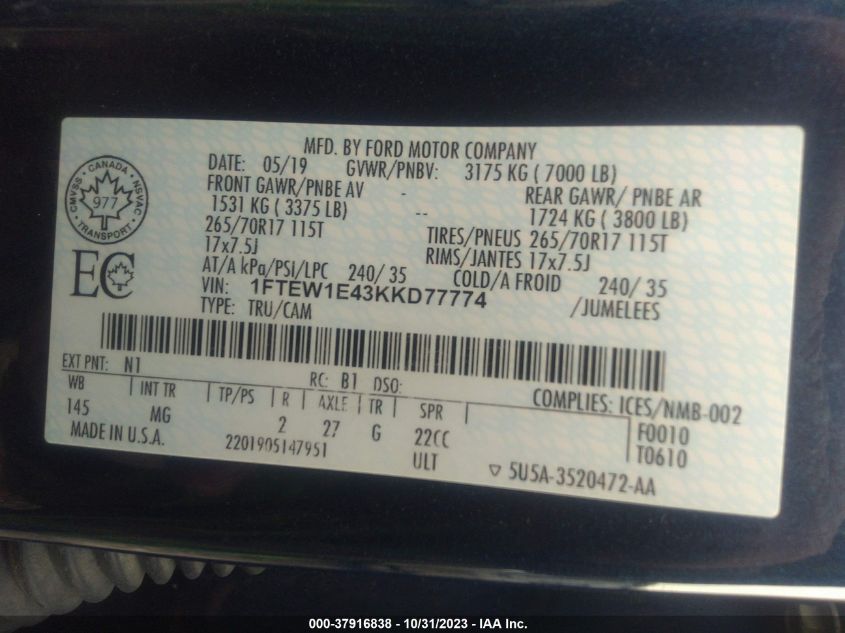 MFD. BY FORD MOTOR COMPANY
DATE: 05/19 GVWR/PNBV: 3175 KG ( 7000 LB)
FRONT GAWR/PNBE AV - REAR GAWR/ PNBE AR
1531 KG ( 3375 LB) -- 1724 KG ( 3800 LB)
265/70R17 115T TIRES/PNEUS 265/70R17 115T
17x7.5J RIMS/JANTES 17x7.5J
AT/A kPa/PSI/LPC 240/ 35 COLD/A FROID 240/ 35
VIN: 1FTEW1E43KKD77774 /JUMELEES
TYPE: TRU/CAM
CANADA
CMVSS NSVAC
977
TRANSPORT
EC
EXT PNT: N1 RC: B1 DSO:
COMPLIES: ICES/NMB-002
WB INT TR TP/PS R AXLE TR SPR
145 MG 2 27 G 22CC F0010
MADE IN U.S.A. 2201905147951 ULT T0610
5U5A-3520472-AA
000-37916838 - 10/31/2023 - IAA Inc.